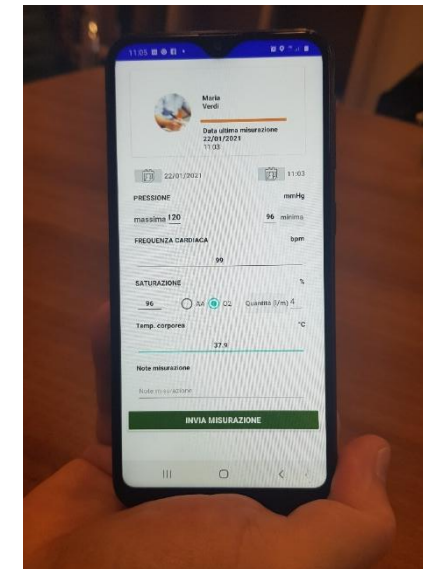 11:05
Maria
Verdi
Data ultima misurazione
22/01/2021
11:03
22/01/2021 11:03
PRESSIONE mmHg
massima 120 96 minima
FREQUENZA CARDIACA bpm
99
SATURAZIONE %
96 AA O2 Quantità (l/m) 4
Temp. corporea °C
37.9
Note misurazione
Note misurazione
INVIA MISURAZIONE